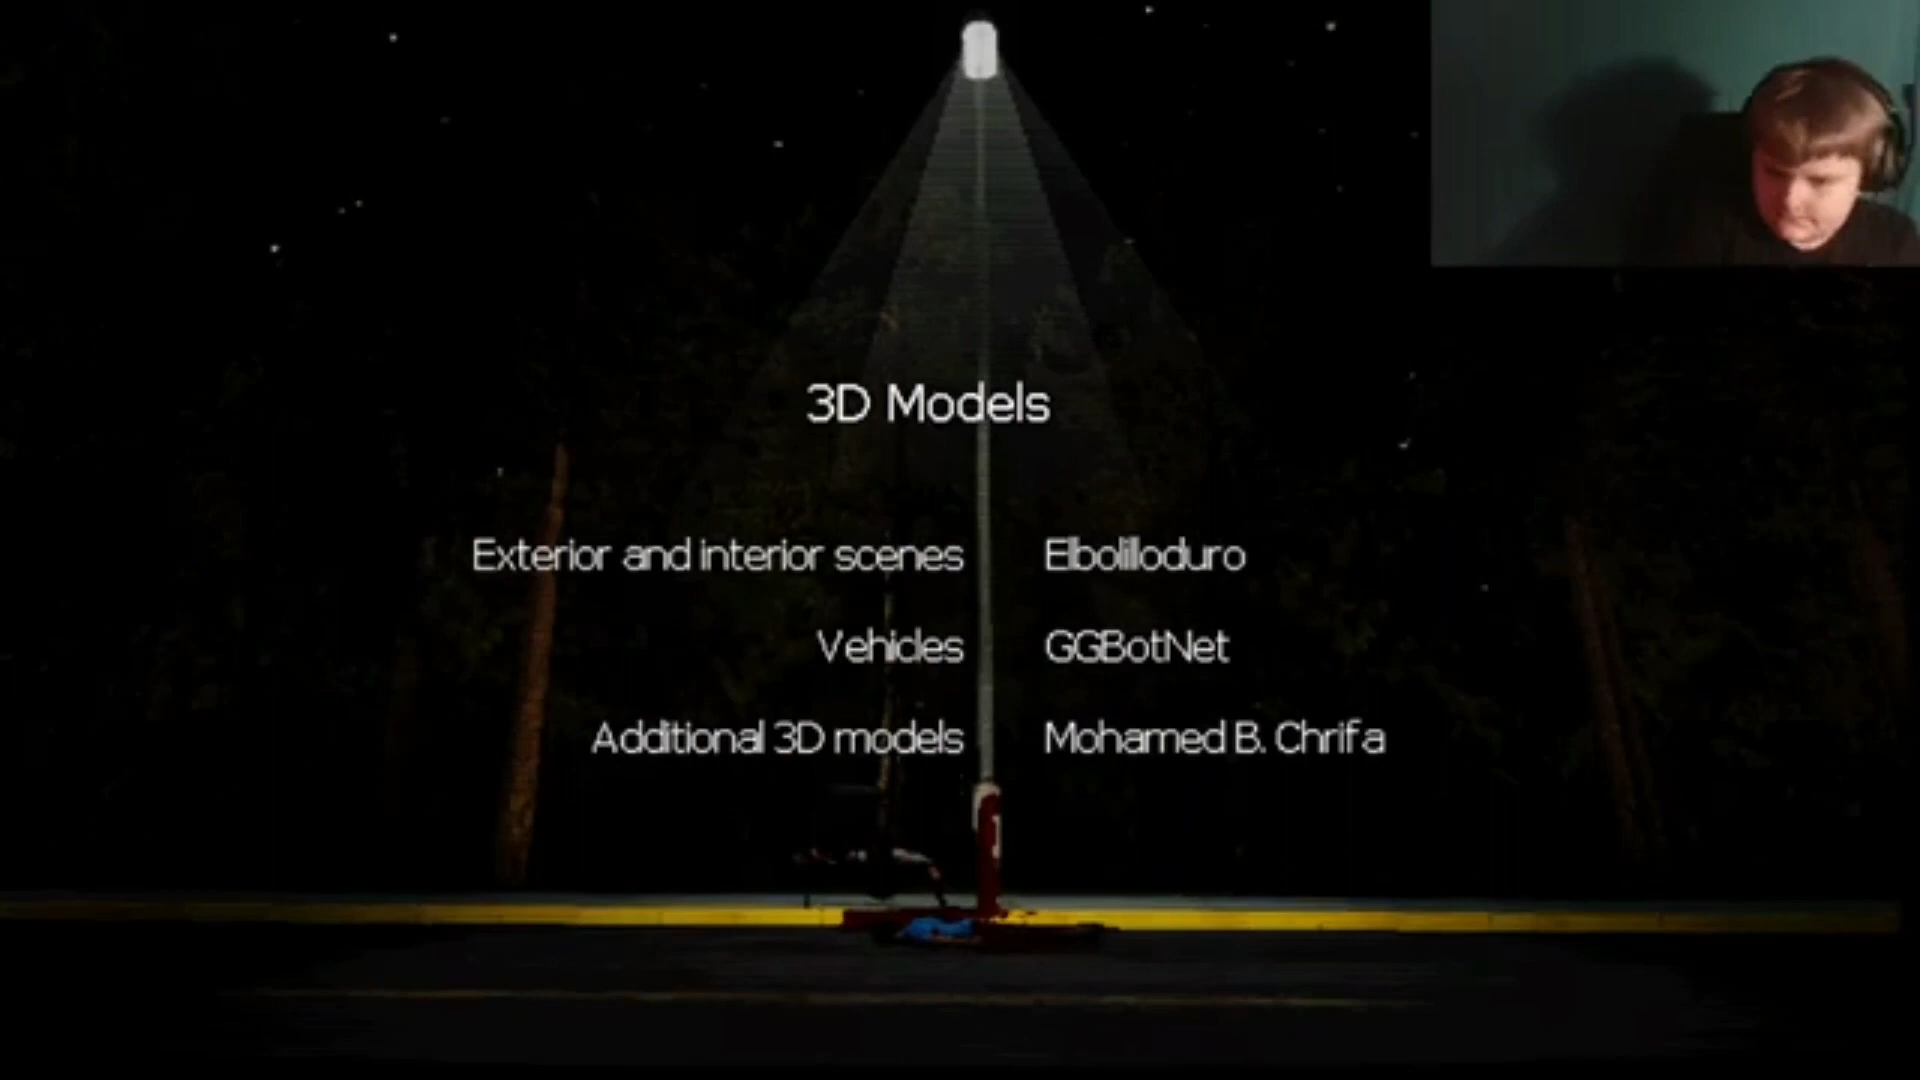 3D Models
Exterior and interior scenes Elbolilloduro
Vehicles GGBotNet
Additional 3D models Mohamed B. Chrifa